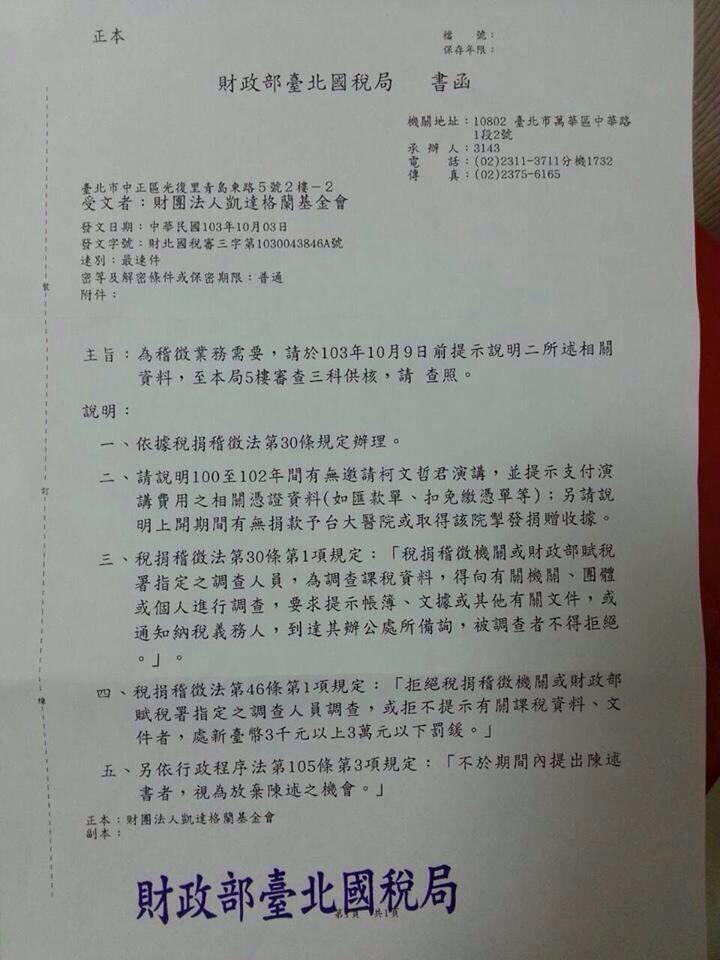 正本
檔　　號：
保存年限：
財政部臺北國稅局　　書函
機關地址：10802 臺北市萬華區中華路
1段2號
承 辦 人：3143
電　　話：(02)2311-3711分機1732
傳　　真：(02)2375-6165
臺北市中正區光復里青島東路５號２樓－２
受文者：財團法人凱達格蘭基金會
發文日期：中華民國103年10月03日
發文字號：財北國稅審三字第1030043846A號
速別：最速件
密等及解密條件或保密期限：普通
附件：
裝
主旨：為稽徵業務需要，請於103年10月9日前提示說明二所述相關
資料，至本局5樓審查三科供核，請 查照。
說明：
一、依據稅捐稽徵法第30條規定辦理。
二、請說明100至102年間有無邀請柯文哲君演講，並提示支付演
講費用之相關憑證資料(如匯款單、扣免繳憑單等)；另請說
明上開期間有無捐款予台大醫院或取得該院掣發捐贈收據。
訂
三、稅捐稽徵法第30條第1項規定：「稅捐稽徵機關或財政部賦稅
署指定之調查人員，為調查課稅資料，得向有關機關、團體
或個人進行調查，要求提示帳簿、文據或其他有關文件，或
通知納稅義務人，到達其辦公處所備詢，被調查者不得拒絕
。」。
四、稅捐稽徵法第46條第1項規定：「拒絕稅捐稽徵機關或財政部
賦稅署指定之調查人員調查，或拒不提示有關課稅資料、文
件者，處新臺幣3千元以上3萬元以下罰鍰。」
線
五、另依行政程序法第105條第3項規定：「不於期間內提出陳述
書者，視為放棄陳述之機會。」
正本：財團法人凱達格蘭基金會
副本：
財政部臺北國稅局
第1頁　共1頁